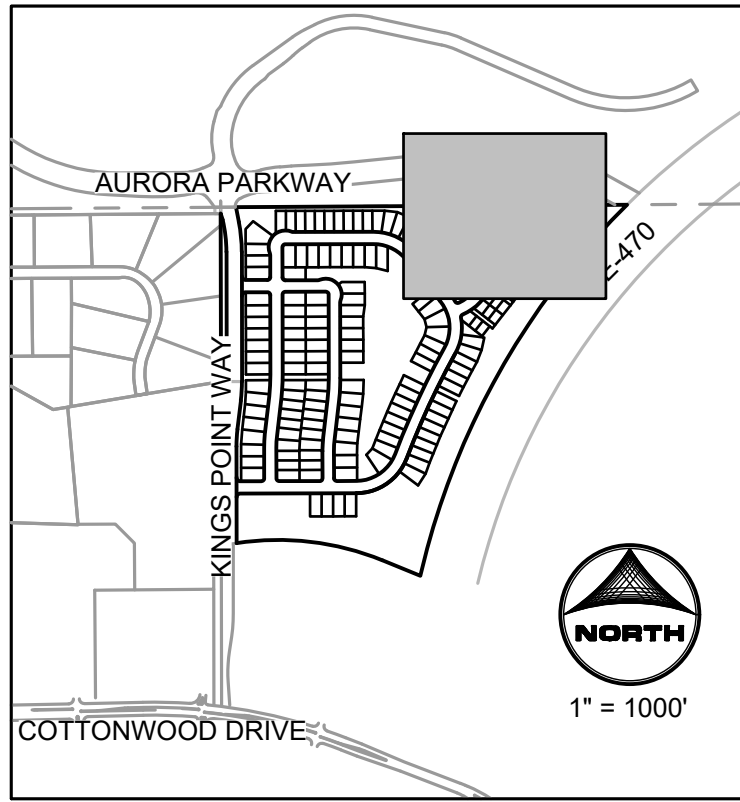 AURORA PARKWAY
E-470
KINGS POINT WAY
NORTH
1" = 1000'
COTTONWOOD DRIVE